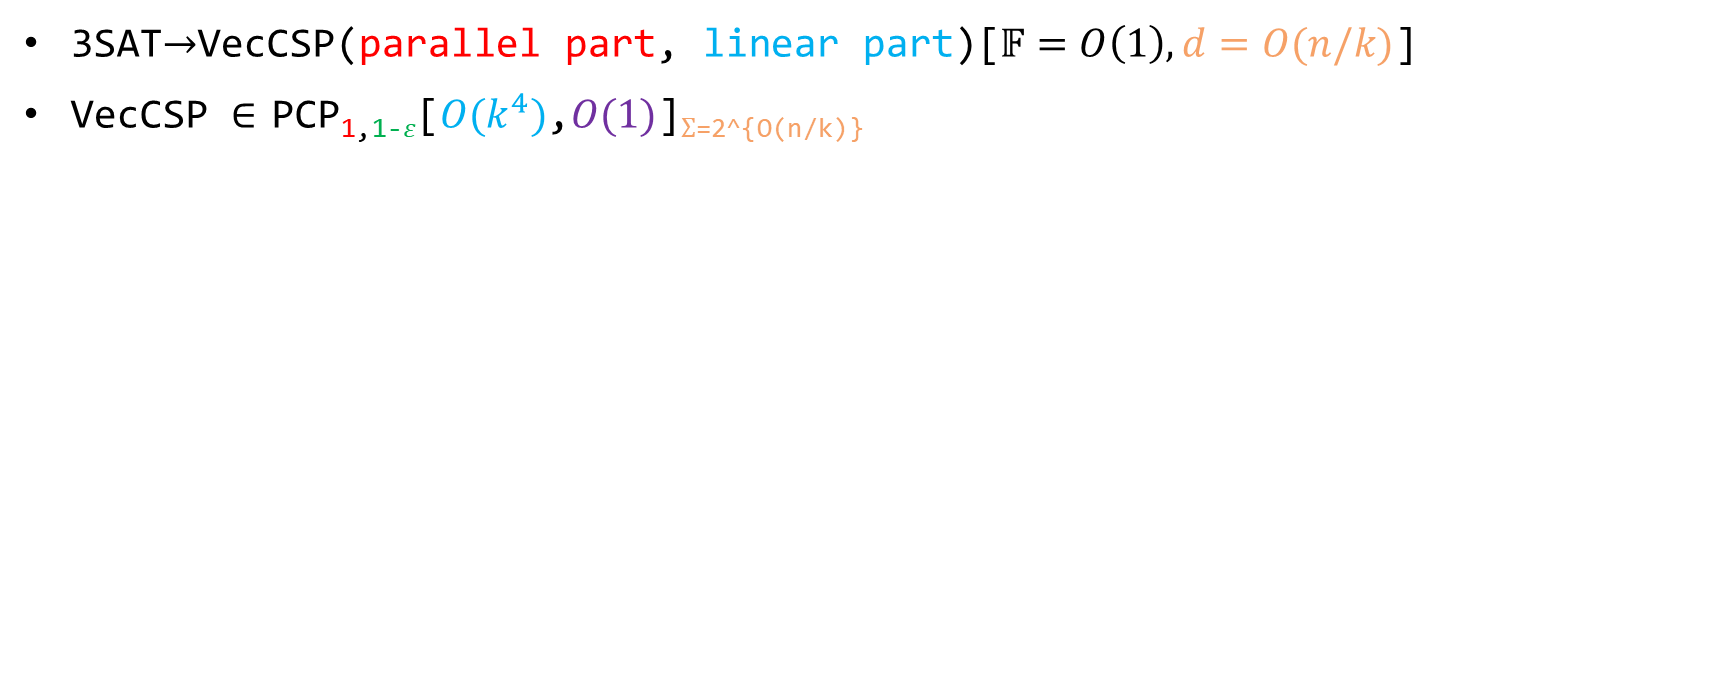 • 3SAT→VecCSP(parallel part, linear part)[𝔽 = O(1), d = O(n/k)]
• VecCSP ∈ PCP₁,₁₋ε[O(k⁴),O(1)]Σ=2^{O(n/k)}